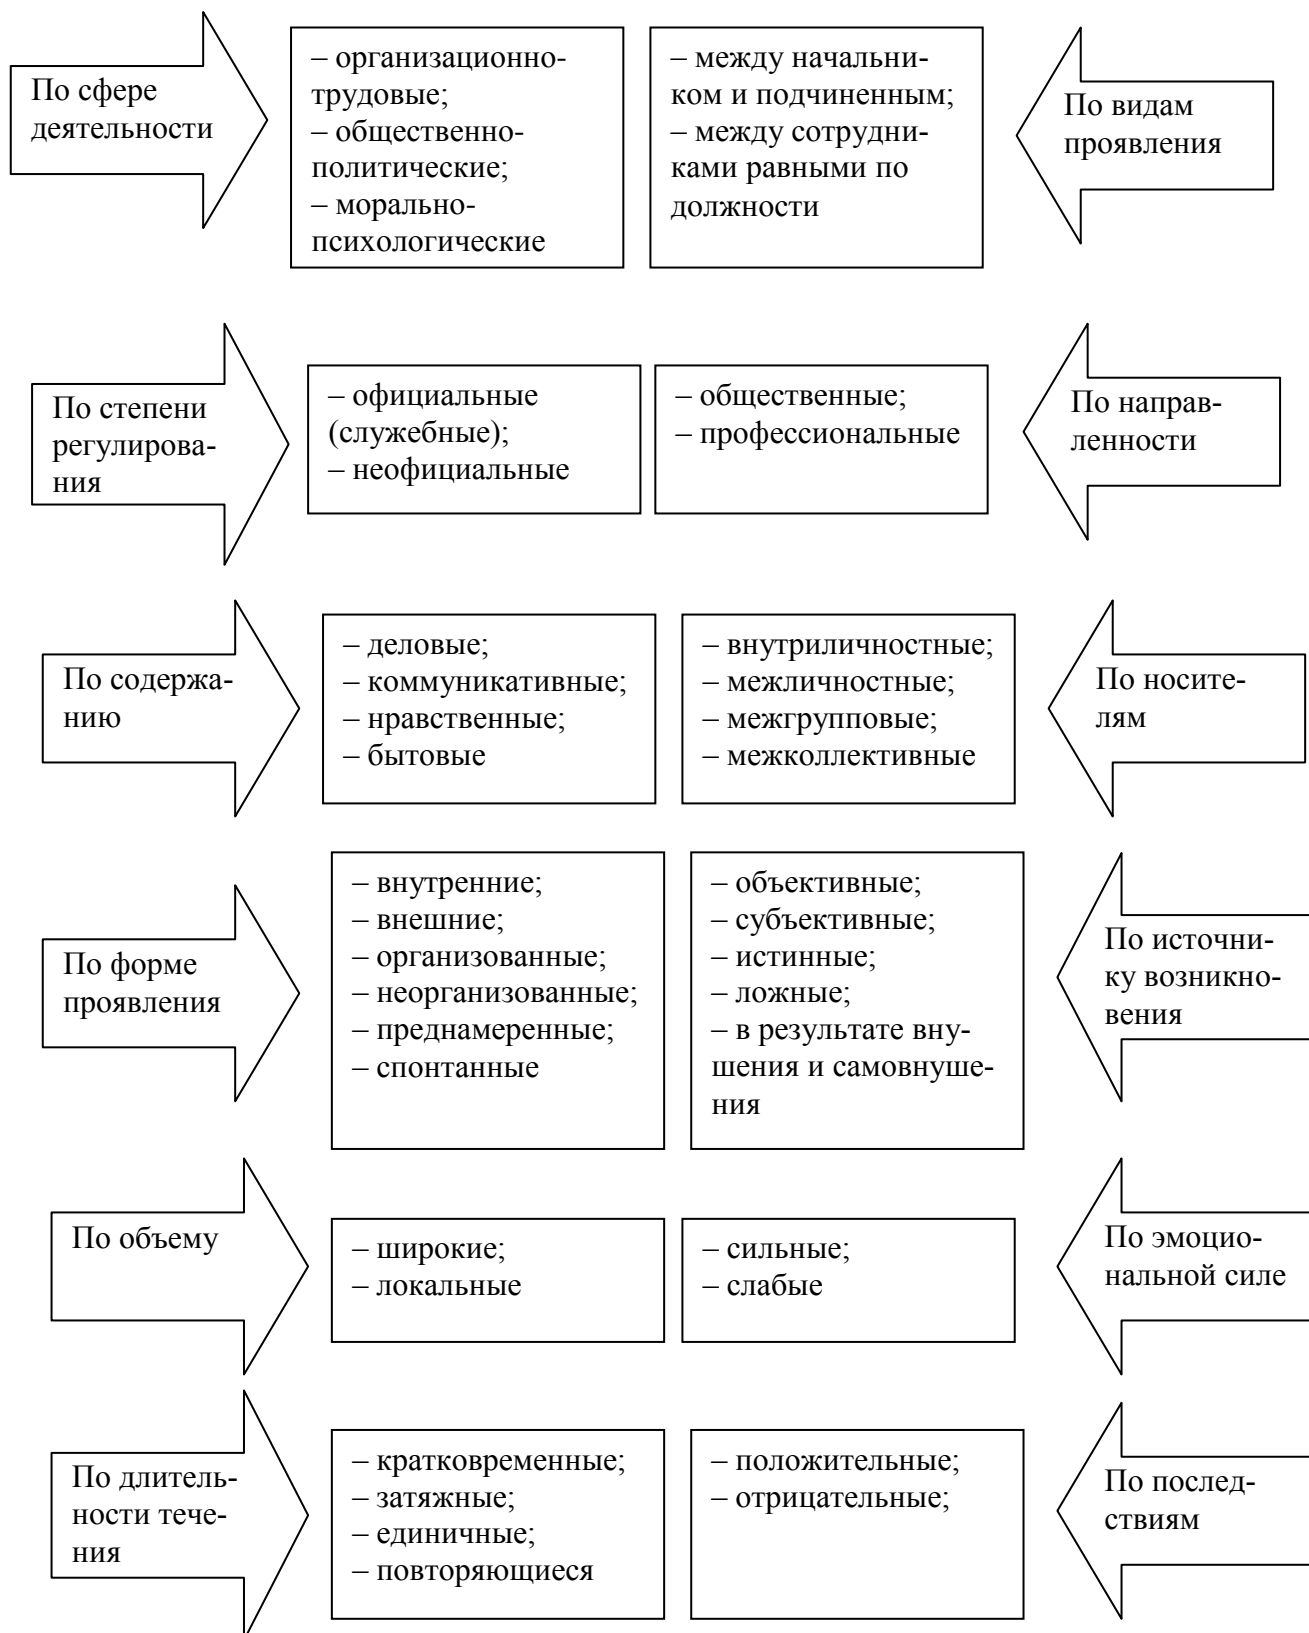 По сфере
деятельности
– организационно-
трудовые;
– общественно-
политические;
– морально-
психологические
– между начальни-
ком и подчиненным;
– между сотрудни-
ками равными по
должности
По видам
проявления
По степени
регулирова-
ния
– официальные
(служебные);
– неофициальные
– общественные;
– профессиональные
По направ-
ленности
По содержа-
нию
– деловые;
– коммуникативные;
– нравственные;
– бытовые
– внутриличностные;
– межличностные;
– межгрупповые;
– межколлективные
По носите-
лям
По форме
проявления
– внутренние;
– внешние;
– организованные;
– неорганизованные;
– преднамеренные;
– спонтанные
– объективные;
– субъективные;
– истинные;
– ложные;
– в результате вну-
шения и самовнуше-
ния
По источни-
ку возникно-
вения
По объему
– широкие;
– локальные
– сильные;
– слабые
По эмоцио-
нальной силе
По длитель-
ности тече-
ния
– кратковременные;
– затяжные;
– единичные;
– повторяющиеся
– положительные;
– отрицательные;
По послед-
ствиям